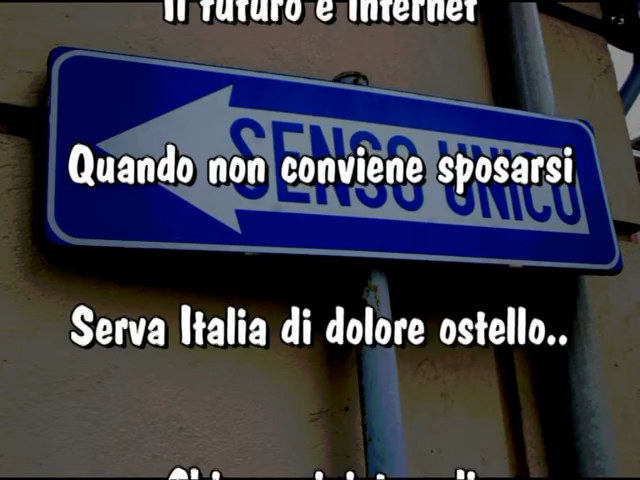 Il futuro è internet
SENSO UNICO
Quando non conviene sposarsi
Serva Italia di dolore ostello..